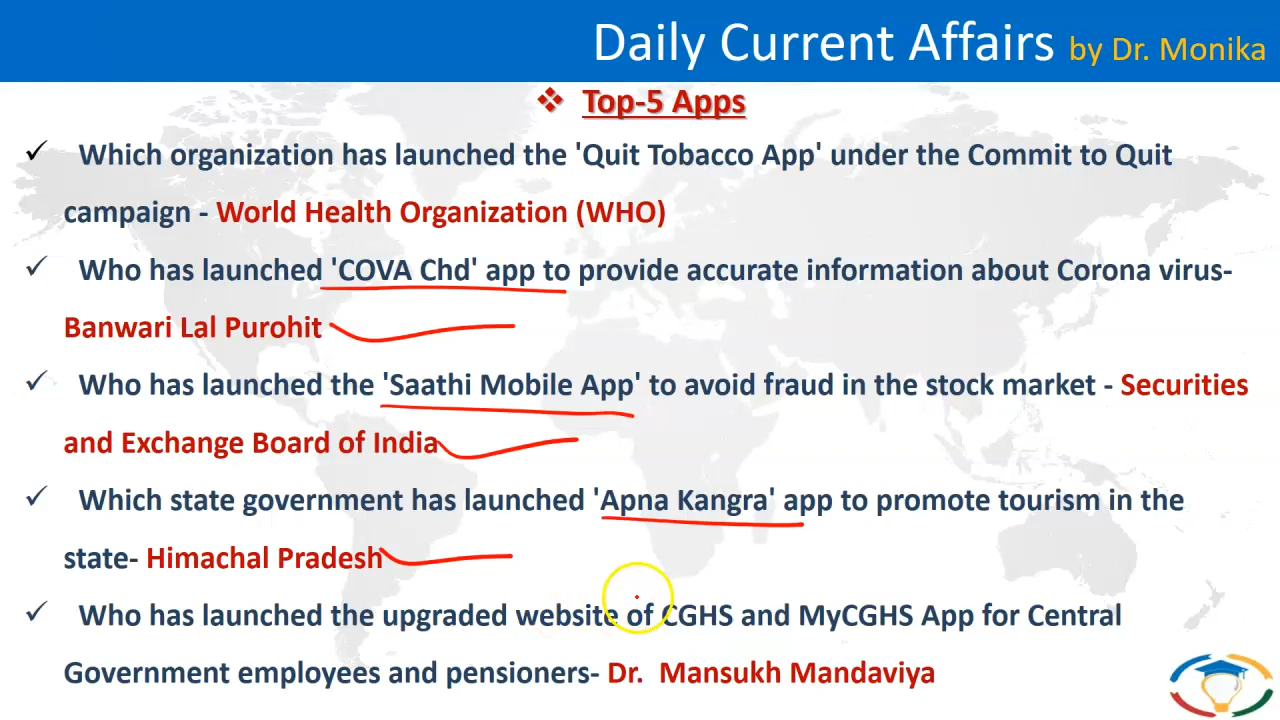 Daily Current Affairs by Dr. Monika
❖ Top-5 Apps
✓ Which organization has launched the 'Quit Tobacco App' under the Commit to Quit
campaign - World Health Organization (WHO)
✓ Who has launched 'COVA Chd' app to provide accurate information about Corona virus-
Banwari Lal Purohit
✓ Who has launched the 'Saathi Mobile App' to avoid fraud in the stock market - Securities
and Exchange Board of India
✓ Which state government has launched 'Apna Kangra' app to promote tourism in the
state- Himachal Pradesh
✓ Who has launched the upgraded website of CGHS and MyCGHS App for Central
Government employees and pensioners- Dr. Mansukh Mandaviya